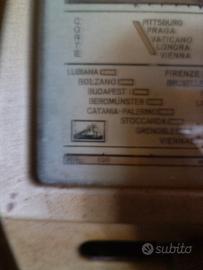 CORTE
PITTSBURG
PRAGA
VATICANO
LONDRA
VIENNA
LUBIANA FIRENZE
BOLZANO
BUDAPEST I
BEROMÜNSTER
CATANIA-PALERMO
STOCCARDA
GRENOBLE
VIENNA
subito